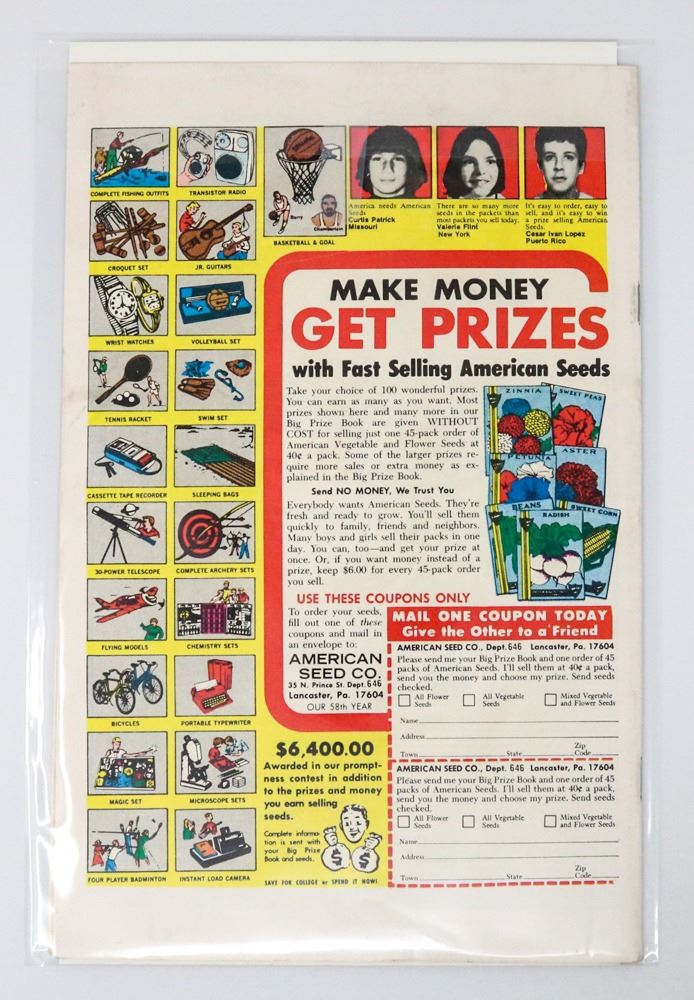 COMPLETE FISHING OUTFITS
TRANSISTOR RADIO
CROQUET SET
JR. GUITARS
WRIST WATCHES
VOLLEYBALL SET
TENNIS RACKET
SWIM SET
CASSETTE TAPE RECORDER
SLEEPING BAGS
30-POWER TELESCOPE
COMPLETE ARCHERY SETS
FLYING MODELS
CHEMISTRY SETS
BICYCLES
PORTABLE TYPEWRITER
MAGIC SET
MICROSCOPE SETS
FOUR PLAYER BADMINTON
INSTANT LOAD CAMERA
Barry
Chamberlain
BASKETBALL & GOAL
America needs American
Seeds
Curtis Patrick
Missouri
There are so many more
seeds in the packets than
most packets you sell today.
Valerie Flint
New York
It's easy to order, easy to
sell, and it's easy to win
a prize selling American
Seeds.
Cesar Ivan Lopez
Puerto Rico
MAKE MONEY
GET PRIZES
with Fast Selling American Seeds
Take your choice of 100 wonderful prizes.
You can earn as many as you want. Most
prizes shown here and many more in our
Big Prize Book are given WITHOUT
COST for selling just one 45-pack order of
American Vegetable and Flower Seeds at
40¢ a pack. Some of the larger prizes re-
quire more sales or extra money as ex-
plained in the Big Prize Book.
Send NO MONEY, We Trust You
Everybody wants American Seeds. They're
fresh and ready to grow. You'll sell them
quickly to family, friends and neighbors.
Many boys and girls sell their packs in one
day. You can, too—and get your prize at
once. Or, if you want money instead of a
prize, keep $6.00 for every 45-pack order
you sell.
ZINNIA
SWEET PEAS
PETUNIA
ASTER
BEANS
RADISH
SWEET CORN
USE THESE COUPONS ONLY
To order your seeds,
fill out one of these
coupons and mail in
an envelope to:
AMERICAN
SEED CO.
35 N. Prince St. Dept. 646
Lancaster, Pa. 17604
OUR 58th YEAR
$6,400.00
Awarded in our prompt-
ness contest in addition
to the prizes and money
you earn selling
seeds.
Complete informa-
tion is sent with
your Big Prize
Book and seeds.
$ $
SAVE FOR COLLEGE or SPEND IT NOW!
MAIL ONE COUPON TODAY
Give the Other to a Friend
AMERICAN SEED CO., Dept. 646 Lancaster, Pa. 17604
Please send me your Big Prize Book and one order of 45
packs of American Seeds. I'll sell them at 40¢ a pack,
send you the money and choose my prize. Send seeds
checked.
All Flower
Seeds
All Vegetable
Seeds
Mixed Vegetable
and Flower Seeds
Name
Address
Town State Zip Code
AMERICAN SEED CO., Dept. 646 Lancaster, Pa. 17604
Please send me your Big Prize Book and one order of 45
packs of American Seeds. I'll sell them at 40¢ a pack,
send you the money and choose my prize. Send seeds
checked.
All Flower
Seeds
All Vegetable
Seeds
Mixed Vegetable
and Flower Seeds
Name
Address
Town State Zip Code